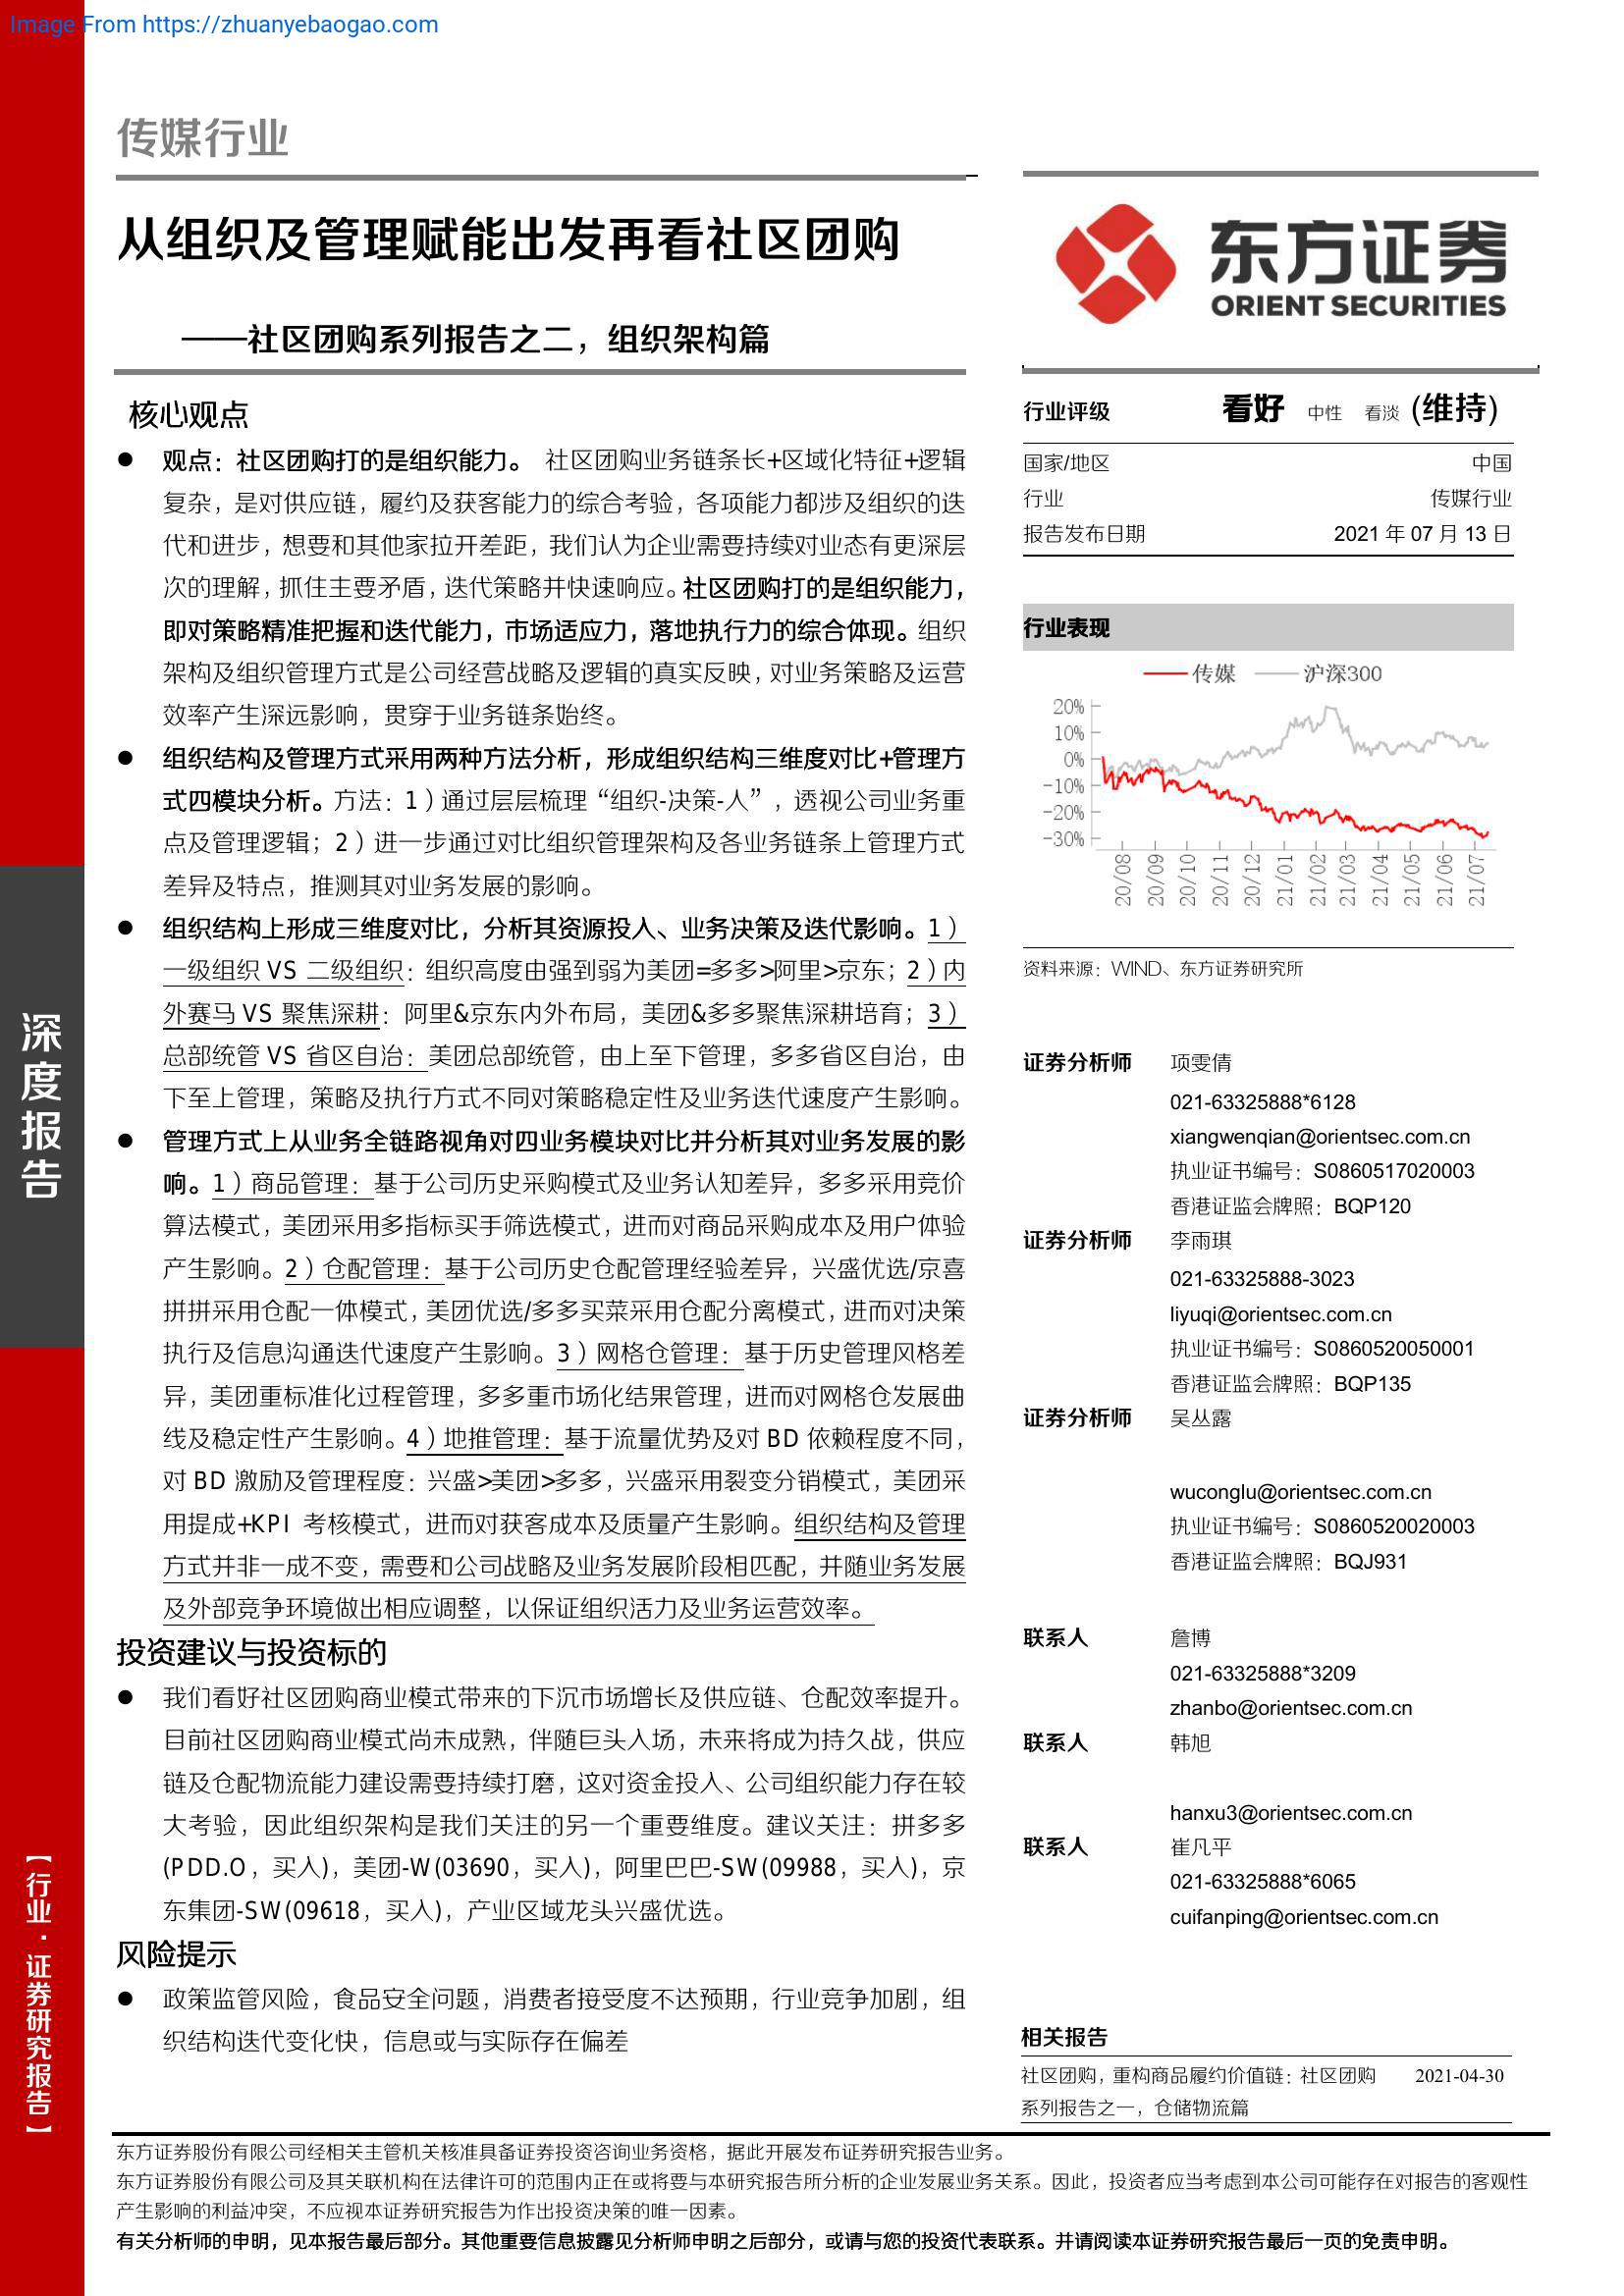 Image From https://zhuanyebaogao.com
传媒行业
从组织及管理赋能出发再看社区团购
——社区团购系列报告之二，组织架构篇
核心观点
● 观点：社区团购打的是组织能力。 社区团购业务链条长+区域化特征+逻辑
复杂，是对供应链，履约及获客能力的综合考验，各项能力都涉及组织的迭
代和进步，想要和其他家拉开差距，我们认为企业需要持续对业态有更深层
次的理解，抓住主要矛盾，迭代策略并快速响应。社区团购打的是组织能力，
即对策略精准把握和迭代能力，市场适应力，落地执行力的综合体现。组织
架构及组织管理方式是公司经营战略及逻辑的真实反映，对业务策略及运营
效率产生深远影响，贯穿于业务链条始终。
● 组织结构及管理方式采用两种方法分析，形成组织结构三维度对比+管理方
式四模块分析。方法：1）通过层层梳理“组织-决策-人”，透视公司业务重
点及管理逻辑；2）进一步通过对比组织管理架构及各业务链条上管理方式
差异及特点，推测其对业务发展的影响。
● 组织结构上形成三维度对比，分析其资源投入、业务决策及迭代影响。1）
一级组织 VS 二级组织：组织高度由强到弱为美团=多多>阿里>京东；2）内
外赛马 VS 聚焦深耕：阿里&京东内外布局，美团&多多聚焦深耕培育；3）
总部统管 VS 省区自治：美团总部统管，由上至下管理，多多省区自治，由
下至上管理，策略及执行方式不同对策略稳定性及业务迭代速度产生影响。
● 管理方式上从业务全链路视角对四业务模块对比并分析其对业务发展的影
响。1）商品管理：基于公司历史采购模式及业务认知差异，多多采用竞价
算法模式，美团采用多指标买手筛选模式，进而对商品采购成本及用户体验
产生影响。2）仓配管理：基于公司历史仓配管理经验差异，兴盛优选/京喜
拼拼采用仓配一体模式，美团优选/多多买菜采用仓配分离模式，进而对决策
执行及信息沟通迭代速度产生影响。3）网格仓管理：基于历史管理风格差
异，美团重标准化过程管理，多多重市场化结果管理，进而对网格仓发展曲
线及稳定性产生影响。4）地推管理：基于流量优势及对 BD 依赖程度不同，
对 BD 激励及管理程度：兴盛>美团>多多，兴盛采用裂变分销模式，美团采
用提成+KPI 考核模式，进而对获客成本及质量产生影响。组织结构及管理
方式并非一成不变，需要和公司战略及业务发展阶段相匹配，并随业务发展
及外部竞争环境做出相应调整，以保证组织活力及业务运营效率。
投资建议与投资标的
● 我们看好社区团购商业模式带来的下沉市场增长及供应链、仓配效率提升。
目前社区团购商业模式尚未成熟，伴随巨头入场，未来将成为持久战，供应
链及仓配物流能力建设需要持续打磨，这对资金投入、公司组织能力存在较
大考验，因此组织架构是我们关注的另一个重要维度。建议关注：拼多多
(PDD.O，买入)，美团-W(03690，买入)，阿里巴巴-SW(09988，买入)，京
东集团-SW(09618，买入)，产业区域龙头兴盛优选。
风险提示
● 政策监管风险，食品安全问题，消费者接受度不达预期，行业竞争加剧，组
织结构迭代变化快，信息或与实际存在偏差
东方证券
ORIENT SECURITIES
行业评级 看好 中性 看淡 (维持)
国家/地区 中国
行业 传媒行业
报告发布日期 2021 年 07 月 13 日
行业表现
传媒 沪深300
20%
10%
0%
-10%
-20%
-30%
20/08 20/09 20/10 20/11 20/12 21/01 21/02 21/03 21/04 21/05 21/06 21/07
资料来源：WIND、东方证券研究所
证券分析师 项雯倩
021-63325888*6128
xiangwenqian@orientsec.com.cn
执业证书编号：S0860517020003
香港证监会牌照：BQP120
证券分析师 李雨琪
021-63325888-3023
liyuqi@orientsec.com.cn
执业证书编号：S0860520050001
香港证监会牌照：BQP135
证券分析师 吴丛露
wuconglu@orientsec.com.cn
执业证书编号：S0860520020003
香港证监会牌照：BQJ931
联系人 詹博
021-63325888*3209
zhanbo@orientsec.com.cn
联系人 韩旭
hanxu3@orientsec.com.cn
联系人 崔凡平
021-63325888*6065
cuifanping@orientsec.com.cn
相关报告
社区团购，重构商品履约价值链：社区团购 2021-04-30
系列报告之一，仓储物流篇
深度报告
【行业·证券研究报告】
东方证券股份有限公司经相关主管机关核准具备证券投资咨询业务资格，据此开展发布证券研究报告业务。
东方证券股份有限公司及其关联机构在法律许可的范围内正在或将要与本研究报告所分析的企业发展业务关系。因此，投资者应当考虑到本公司可能存在对报告的客观性
产生影响的利益冲突，不应视本证券研究报告为作出投资决策的唯一因素。
有关分析师的申明，见本报告最后部分。其他重要信息披露见分析师申明之后部分，或请与您的投资代表联系。并请阅读本证券研究报告最后一页的免责申明。